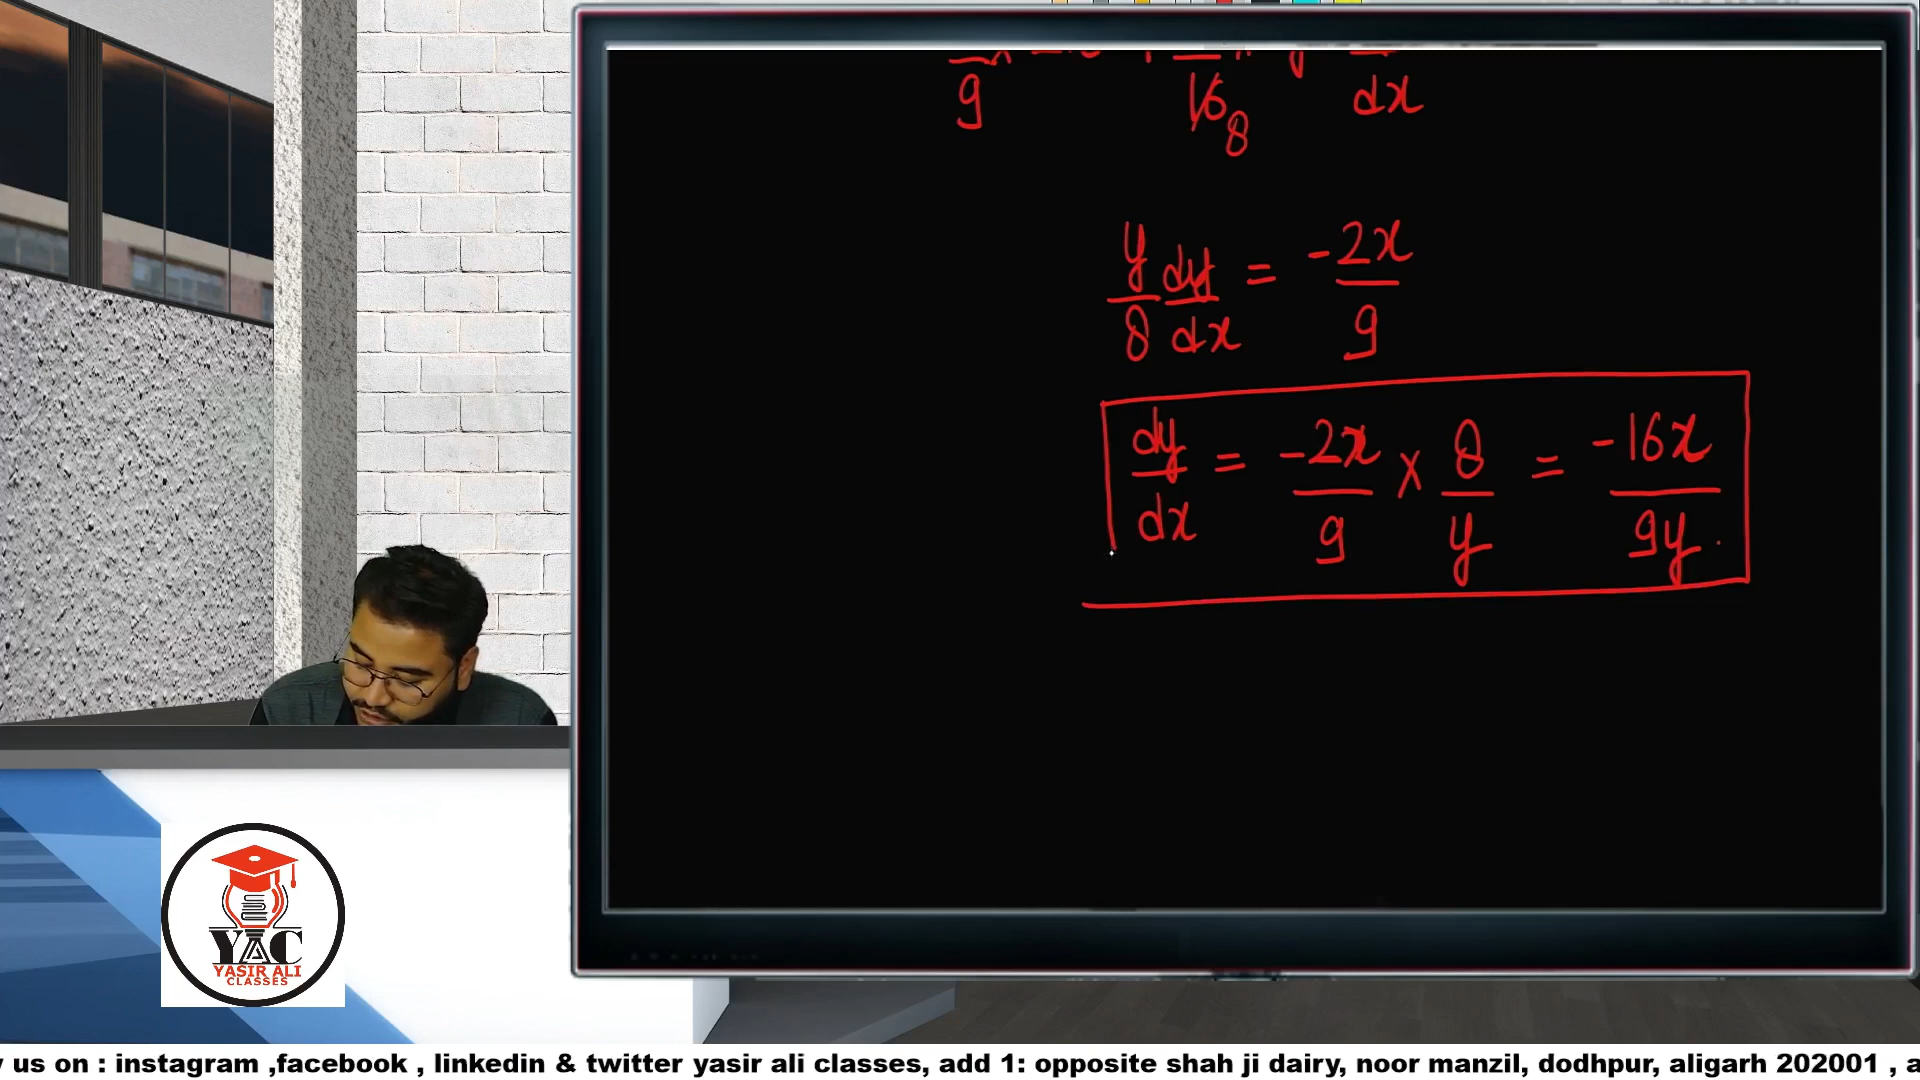 9 16 8 dx
y/8 dy/dx = -2x/9
dy/dx = -2x/9 × 8/y = -16x/9y.
YAC
YASIR ALI
CLASSES
us on : instagram ,facebook , linkedin & twitter yasir ali classes, add 1: opposite shah ji dairy, noor manzil, dodhpur, aligarh 202001 ,